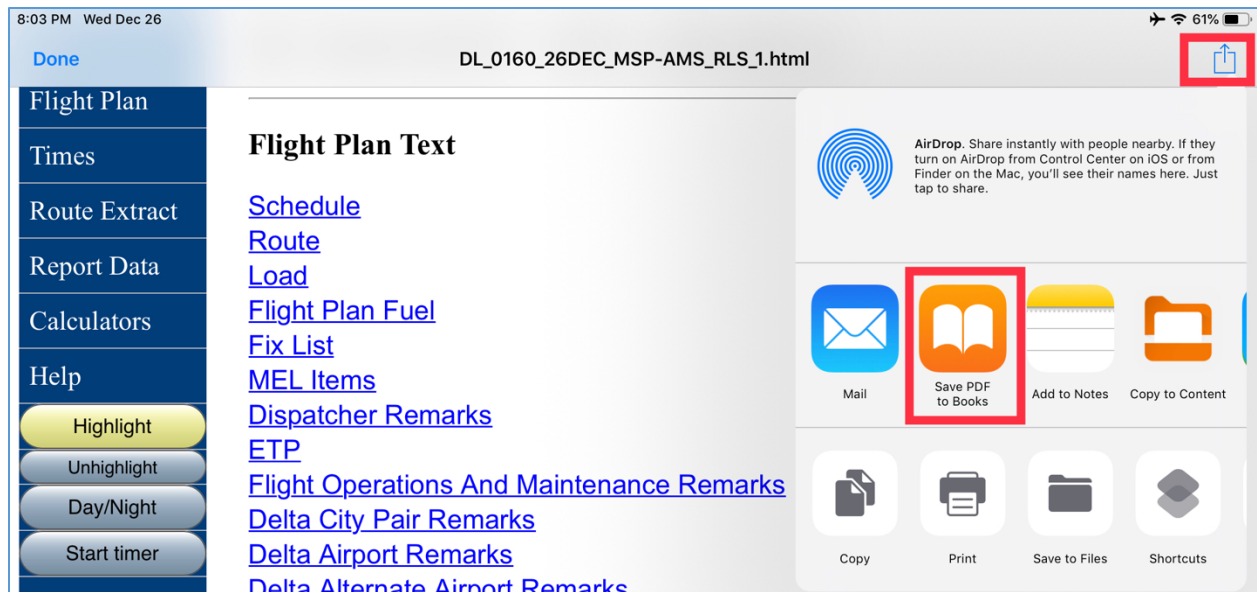 8:03 PM Wed Dec 26
61%
Done
DL_0160_26DEC_MSP-AMS_RLS_1.html
Flight Plan
Times
Route Extract
Report Data
Calculators
Help
Highlight
Unhighlight
Day/Night
Start timer
Flight Plan Text
Schedule
Route
Load
Flight Plan Fuel
Fix List
MEL Items
Dispatcher Remarks
ETP
Flight Operations And Maintenance Remarks
Delta City Pair Remarks
Delta Airport Remarks
Delta Alternate Airport Remarks
AirDrop. Share instantly with people nearby. If they
turn on AirDrop from Control Center on iOS or from
Finder on the Mac, you'll see their names here. Just
tap to share.
Mail
Save PDF
to Books
Add to Notes
Copy to Content
Copy
Print
Save to Files
Shortcuts